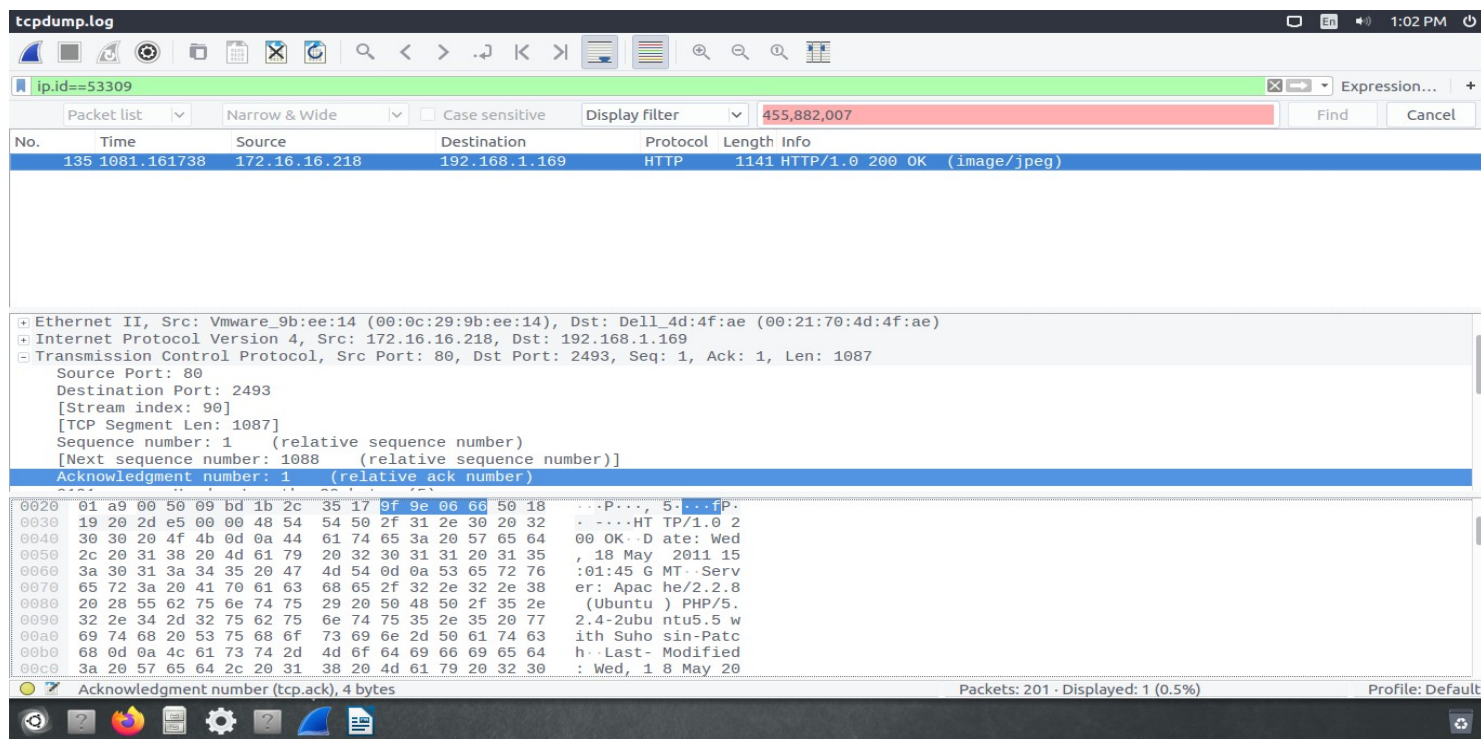 tcpdump.log En 1:02 PM
ip.id==53309 Expression... +
Packet list Narrow & Wide Case sensitive Display filter 455,882,007 Find Cancel
No. Time Source Destination Protocol Length Info
135 1081.161738 172.16.16.218 192.168.1.169 HTTP 1141 HTTP/1.0 200 OK (image/jpeg)
Ethernet II, Src: Vmware_9b:ee:14 (00:0c:29:9b:ee:14), Dst: Dell_4d:4f:ae (00:21:70:4d:4f:ae)
Internet Protocol Version 4, Src: 172.16.16.218, Dst: 192.168.1.169
Transmission Control Protocol, Src Port: 80, Dst Port: 2493, Seq: 1, Ack: 1, Len: 1087
Source Port: 80
Destination Port: 2493
[Stream index: 90]
[TCP Segment Len: 1087]
Sequence number: 1 (relative sequence number)
[Next sequence number: 1088 (relative sequence number)]
Acknowledgment number: 1 (relative ack number)
0020 01 a9 00 50 09 bd 1b 2c 35 17 9f 9e 06 66 50 18 ···P···, 5····fP·
0030 19 20 2d e5 00 00 48 54 54 50 2f 31 2e 30 20 32 · -···HT TP/1.0 2
0040 30 30 20 4f 4b 0d 0a 44 61 74 65 3a 20 57 65 64 00 OK··D ate: Wed
0050 2c 20 31 38 20 4d 61 79 20 32 30 31 31 20 31 35 , 18 May 2011 15
0060 3a 30 31 3a 34 35 20 47 4d 54 0d 0a 53 65 72 76 :01:45 G MT··Serv
0070 65 72 3a 20 41 70 61 63 68 65 2f 32 2e 32 2e 38 er: Apac he/2.2.8
0080 20 28 55 62 75 6e 74 75 29 20 50 48 50 2f 35 2e (Ubuntu ) PHP/5.
0090 32 2e 34 2d 32 75 62 75 6e 74 75 35 2e 35 20 77 2.4-2ubu ntu5.5 w
00a0 69 74 68 20 53 75 68 6f 73 69 6e 2d 50 61 74 63 ith Suho sin-Patc
00b0 68 0d 0a 4c 61 73 74 2d 4d 6f 64 69 66 69 65 64 h··Last- Modified
00c0 3a 20 57 65 64 2c 20 31 38 20 4d 61 79 20 32 30 : Wed, 1 8 May 20
Acknowledgment number (tcp.ack), 4 bytes Packets: 201 · Displayed: 1 (0.5%) Profile: Default